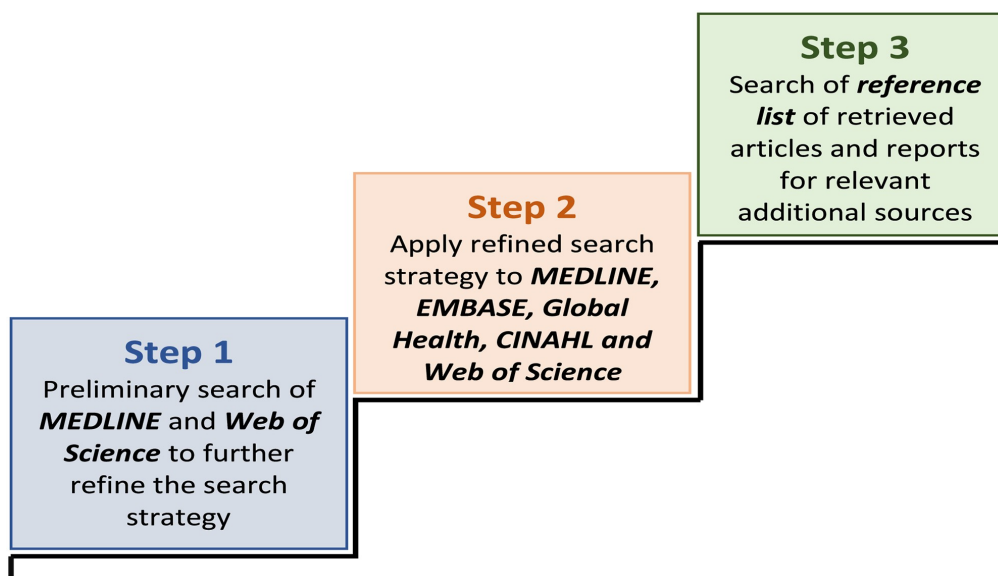 Step 1
Preliminary search of
MEDLINE and Web of
Science to further
refine the search
strategy
Step 2
Apply refined search
strategy to MEDLINE,
EMBASE, Global
Health, CINAHL and
Web of Science
Step 3
Search of reference
list of retrieved
articles and reports
for relevant
additional sources